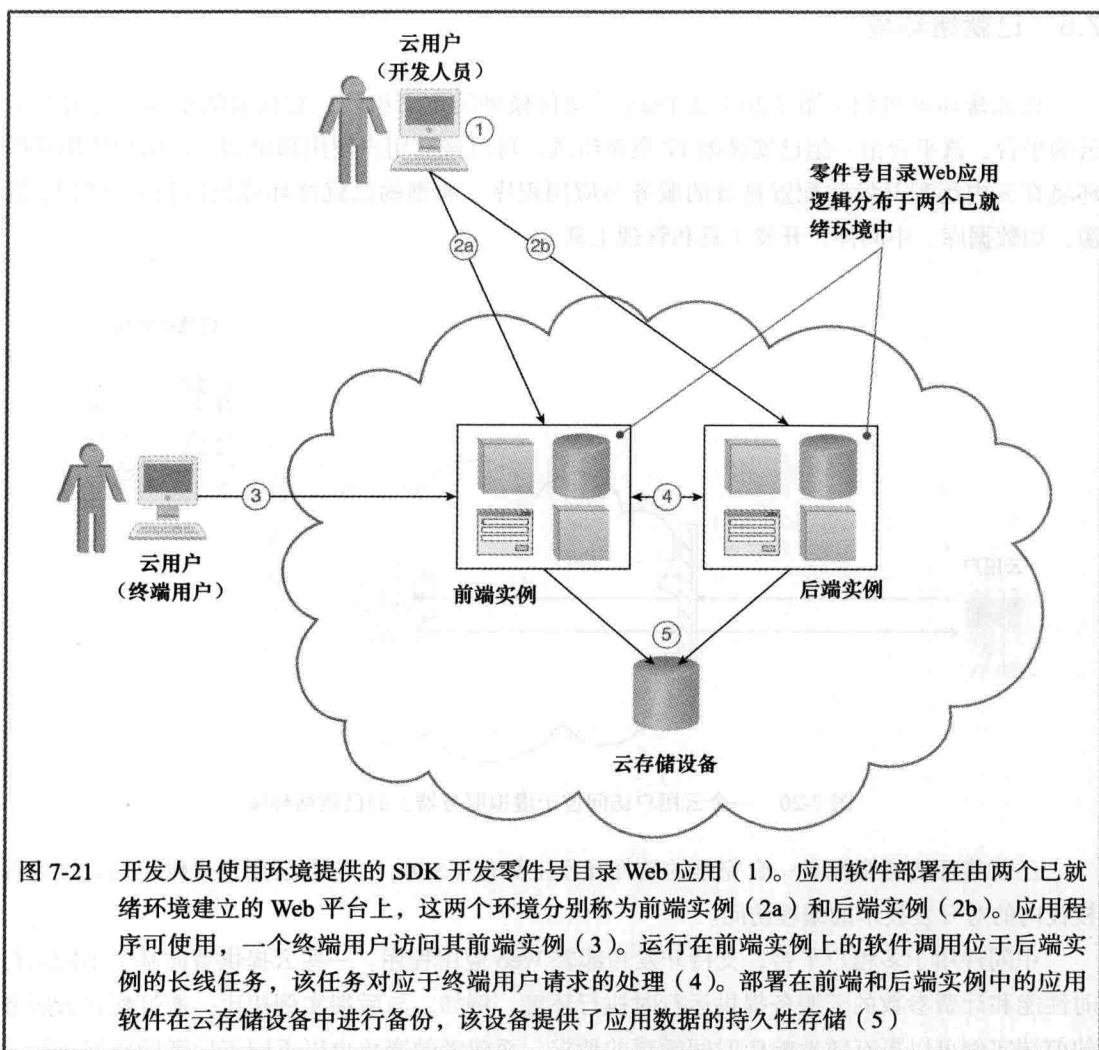 云用户
（开发人员）
1
零件号目录Web应用
逻辑分布于两个已就
绪环境中
2a
2b
3
4
云用户
（终端用户）
前端实例
后端实例
5
云存储设备
图 7-21 开发人员使用环境提供的 SDK 开发零件号目录 Web 应用（1）。应用软件部署在由两个已就
绪环境建立的 Web 平台上，这两个环境分别称为前端实例（2a）和后端实例（2b）。应用程
序可使用，一个终端用户访问其前端实例（3）。运行在前端实例上的软件调用位于后端实
例的长线任务，该任务对应于终端用户请求的处理（4）。部署在前端和后端实例中的应用
软件在云存储设备中进行备份，该设备提供了应用数据的持久性存储（5）